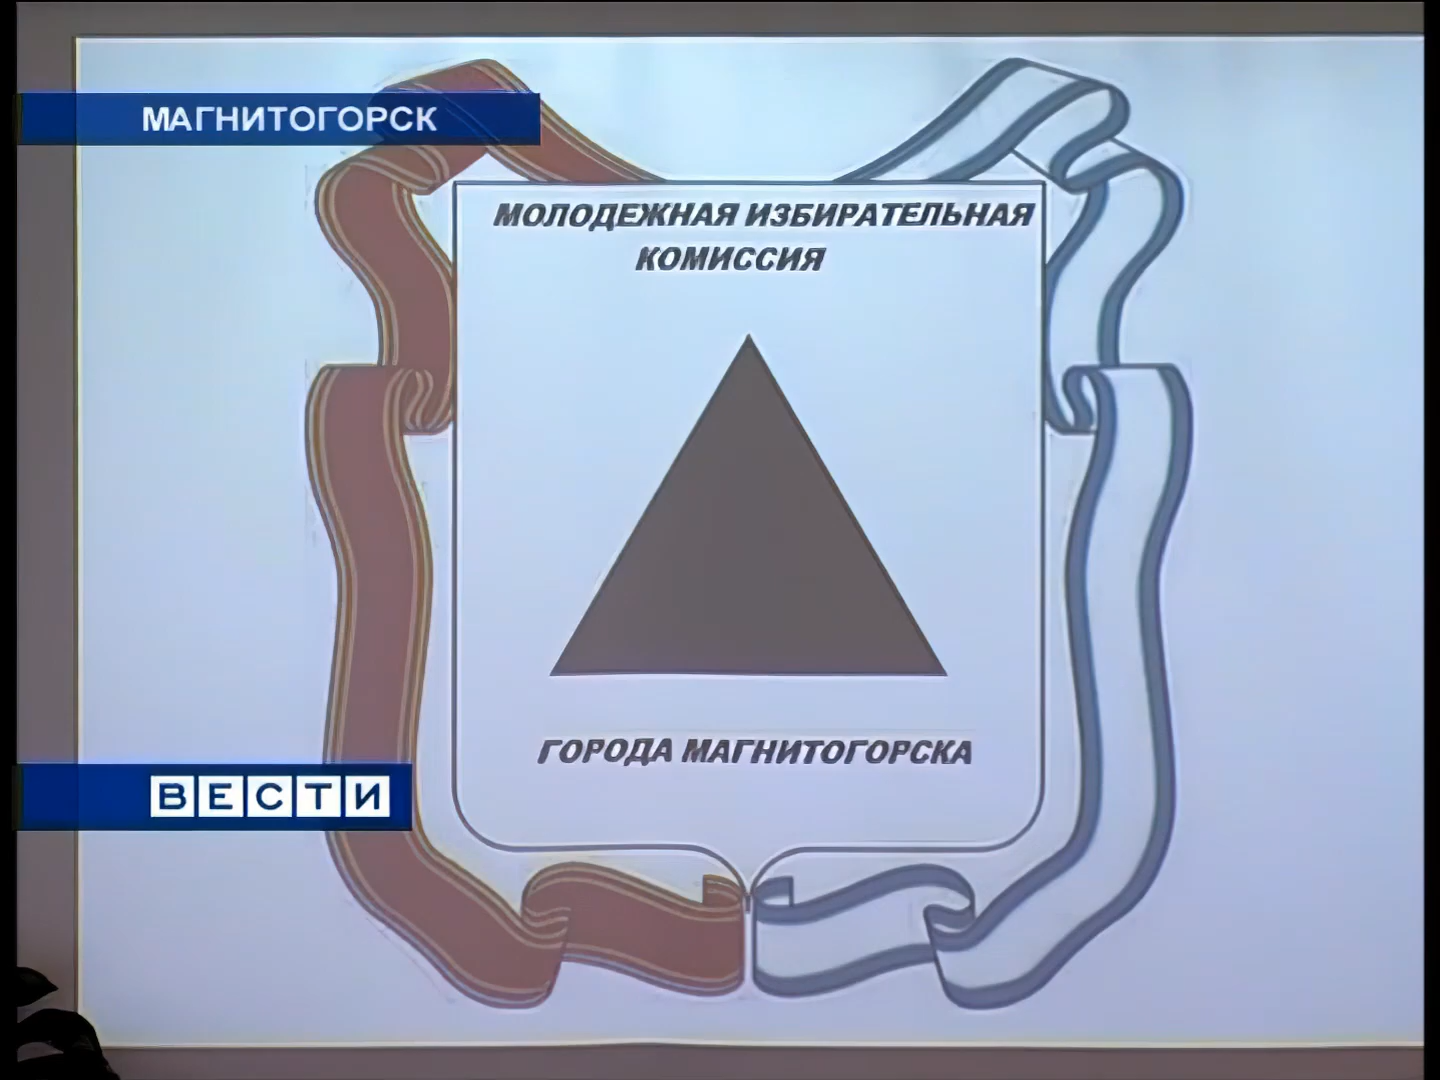 МАГНИТОГОРСК
МОЛОДЕЖНАЯ ИЗБИРАТЕЛЬНАЯ
КОМИССИЯ
ГОРОДА МАГНИТОГОРСКА
ВЕСТИ